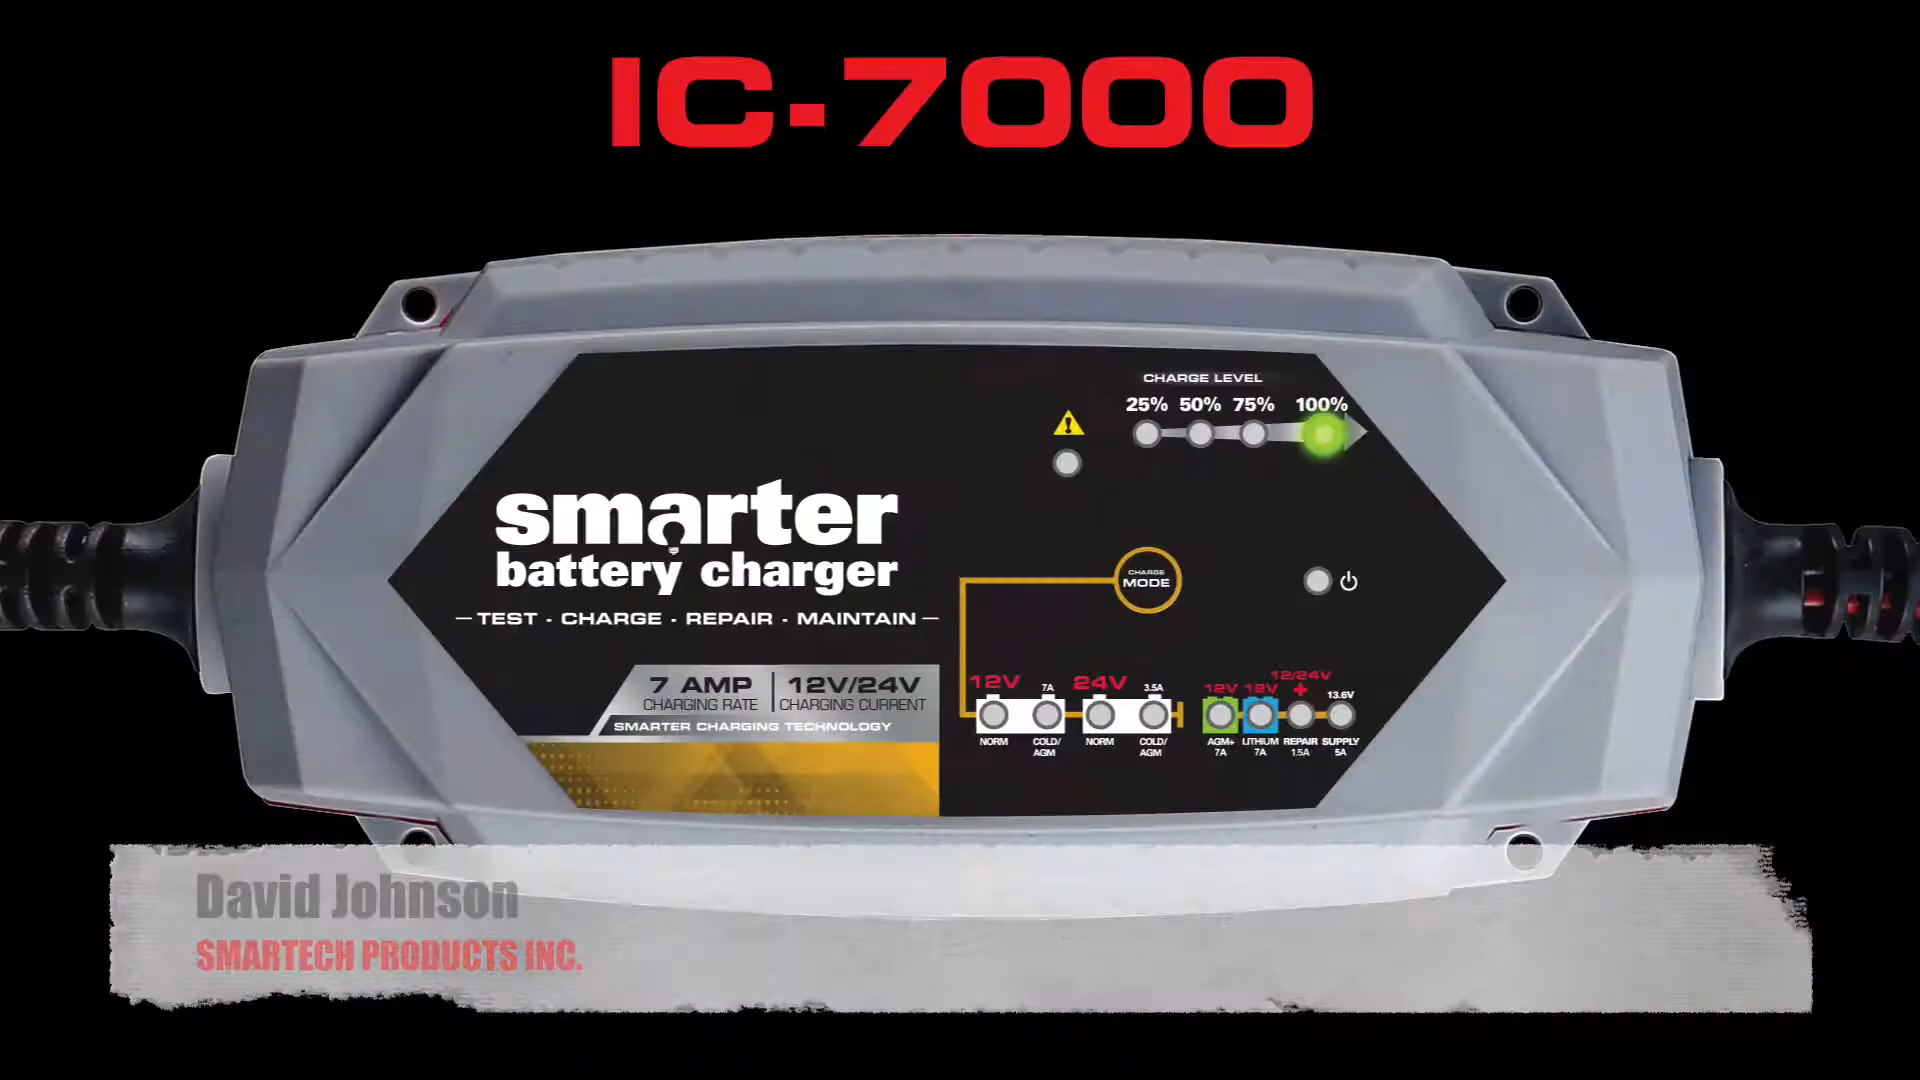 IC-7000
CHARGE LEVEL
25% 50% 75% 100%
smarter
battery charger
CHARGE
MODE
TEST - CHARGE - REPAIR - MAINTAIN
7 AMP 12V/24V
CHARGING RATE CHARGING CURRENT
SMARTER CHARGING TECHNOLOGY
12V 7A 24V 3.5A 12V 12V 12/24V + 13.6V
NORM COLD/ NORM COLD/ AGM+ LITHIUM REPAIR SUPPLY
AGM AGM 7A 7A 1.5A 5A
David Johnson
SMARTECH PRODUCTS INC.